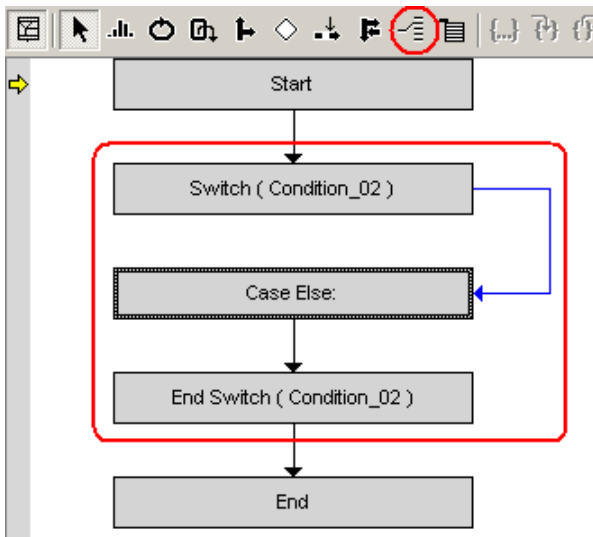 Start
Switch ( Condition_02 )
Case Else:
End Switch ( Condition_02 )
End